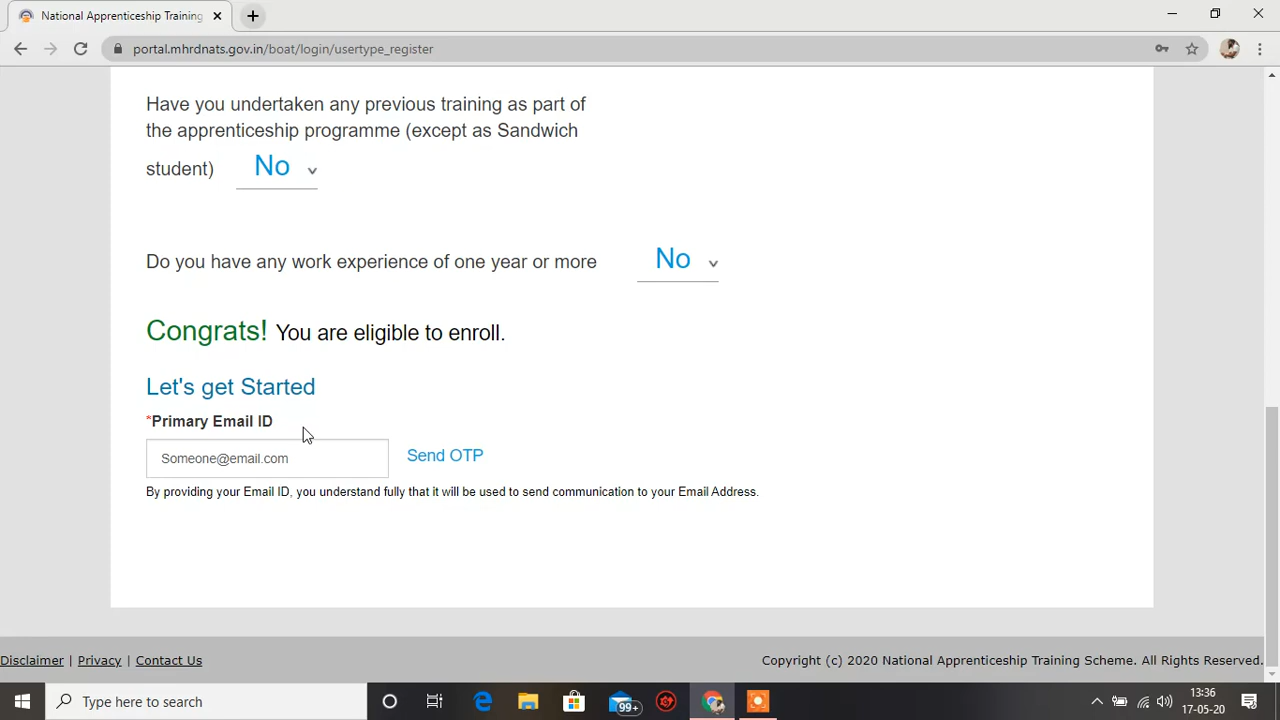 National Apprenticeship Training
portal.mhrdnats.gov.in/boat/login/usertype_register
Have you undertaken any previous training as part of
the apprenticeship programme (except as Sandwich
student) No
Do you have any work experience of one year or more No
Congrats! You are eligible to enroll.
Let's get Started
*Primary Email ID
Someone@email.com Send OTP
By providing your Email ID, you understand fully that it will be used to send communication to your Email Address.
Disclaimer | Privacy | Contact Us Copyright (c) 2020 National Apprenticeship Training Scheme. All Rights Reserved.
Type here to search 99+ 13:36
17-05-20